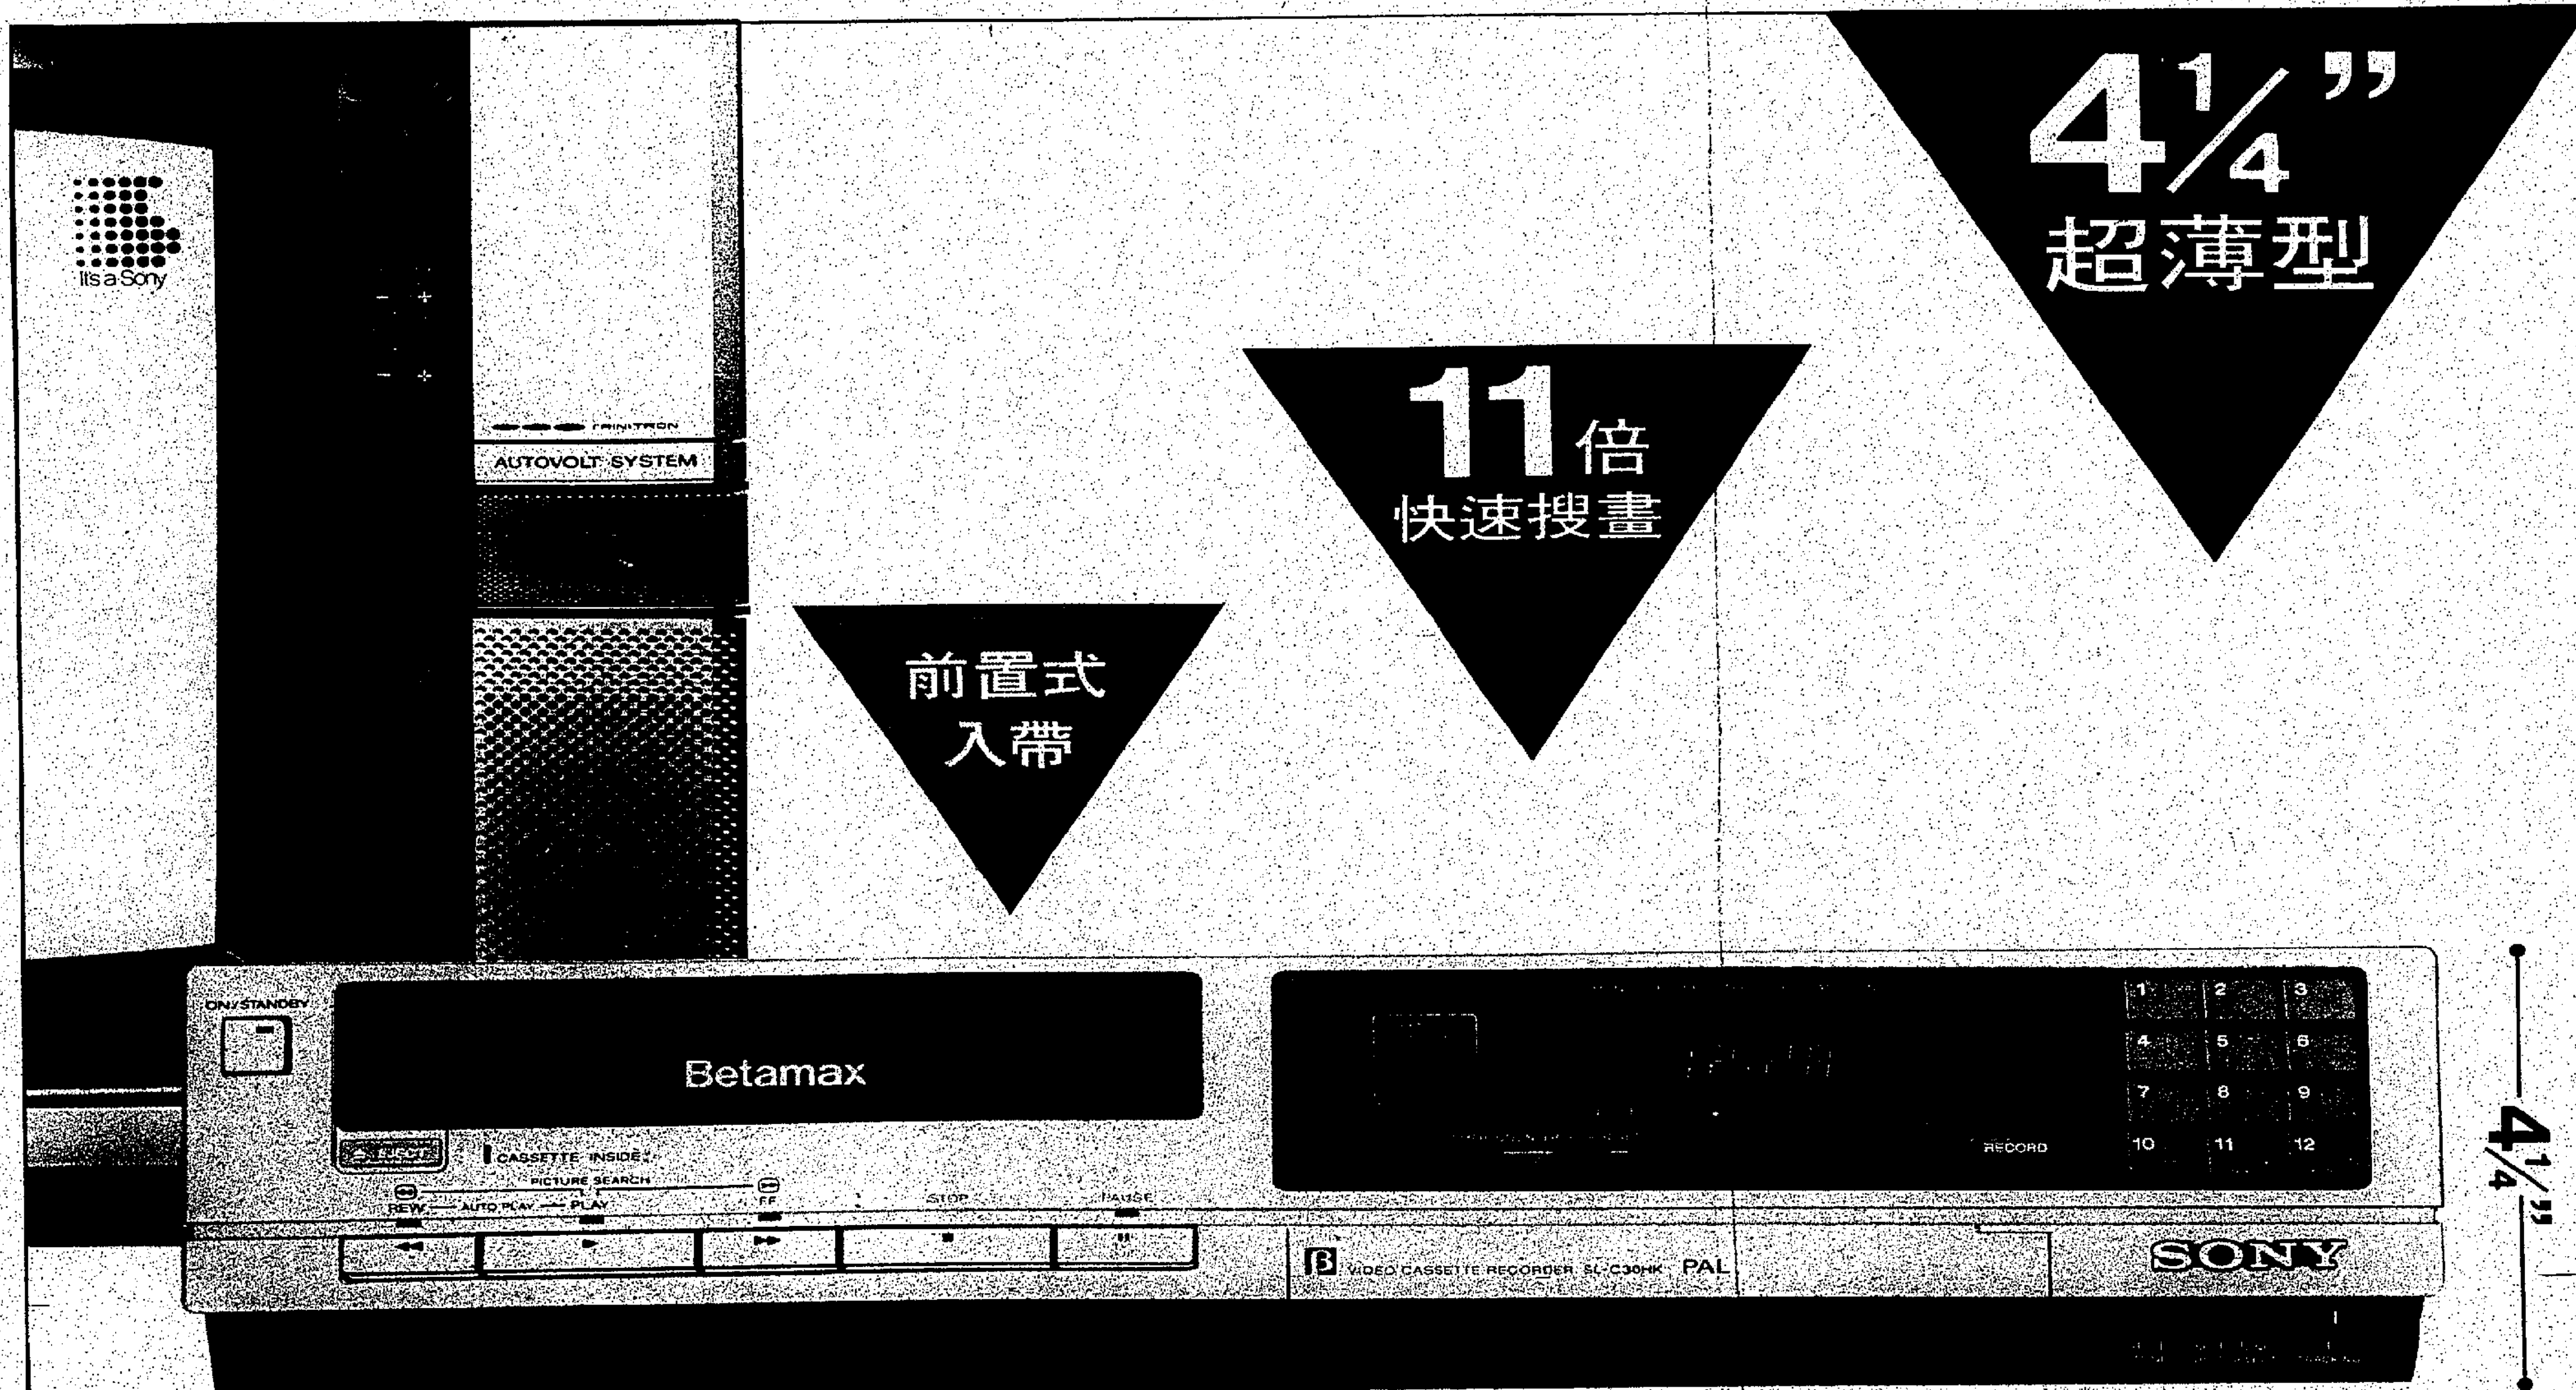 4¼”
超薄型
It's a Sony
- +
- +
11倍
快速搜畫
TRINITRON
AUTOVOLT SYSTEM
前置式
入帶
ON/STANDBY
Betamax
1 2 3
4 5 6
7 8 9
10 11 12
RECORD
4¼”
EJECT
CASSETTE INSIDE
PICTURE SEARCH
REW AUTO PLAY PLAY FF STOP PAUSE
β VIDEO CASSETTE RECORDER SL-C30HK PAL
SONY